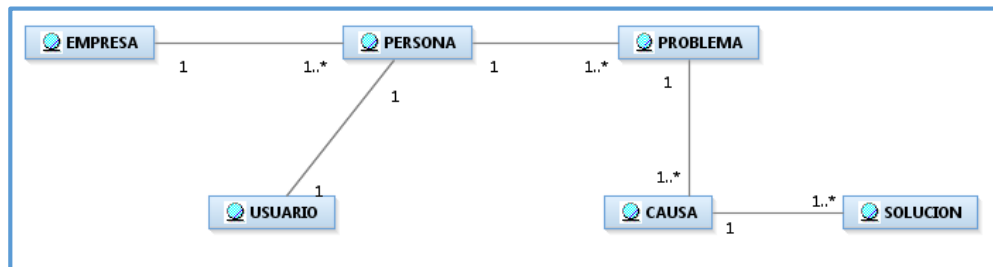 EMPRESA
PERSONA
PROBLEMA
1
1..*
1
1..*
1
1
1
1..*
USUARIO
CAUSA
1
1..*
SOLUCION